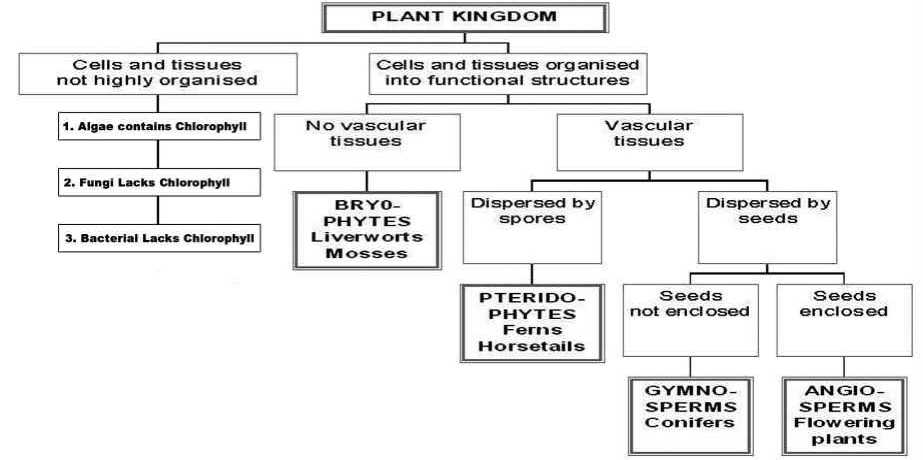 PLANT KINGDOM
Cells and tissues
not highly organised
Cells and tissues organised
into functional structures
1. Algae contains Chlorophyll
2. Fungi Lacks Chlorophyll
3. Bacterial Lacks Chlorophyll
No vascular
tissues
Vascular
tissues
BRY0-
PHYTES
Liverworts
Mosses
Dispersed by
spores
Dispersed by
seeds
PTERIDO-
PHYTES
Ferns
Horsetails
Seeds
not enclosed
Seeds
enclosed
GYMNO-
SPERMS
Conifers
ANGIO-
SPERMS
Flowering
plants